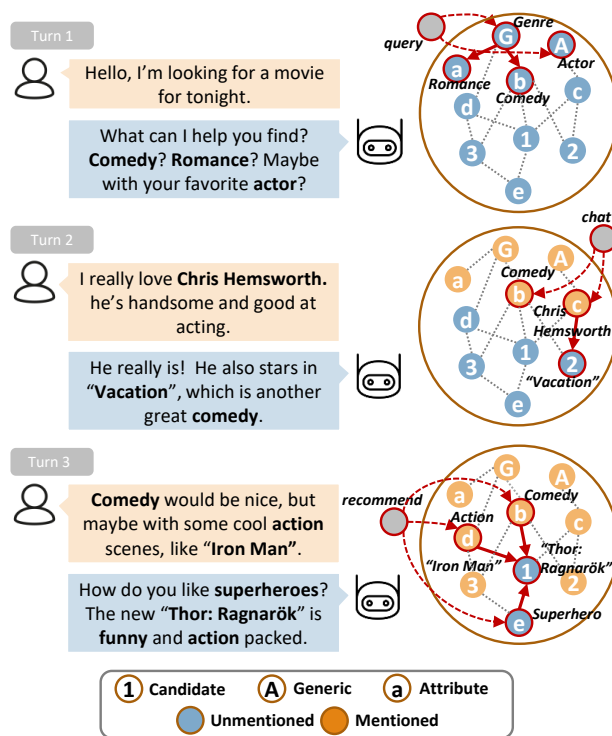 Turn 1
Hello, I'm looking for a movie
for tonight.
What can I help you find?
Comedy? Romance? Maybe
with your favorite actor?
query
Genre
G
A
Actor
a
Romance
b
Comedy
c
d
3
1
2
e
Turn 2
I really love Chris Hemsworth.
he's handsome and good at
acting.
He really is! He also stars in
"Vacation", which is another
great comedy.
chat
G
A
a
Comedy
b
c
Chris
Hemsworth
d
1
3
2
"Vacation"
e
Turn 3
Comedy would be nice, but
maybe with some cool action
scenes, like "Iron Man".
How do you like superheroes?
The new "Thor: Ragnarök" is
funny and action packed.
recommend
G
A
a
Comedy
b
c
Action
d
"Thor:
Ragnarök"
"Iron Man"
1
3
2
e
Superhero
1 Candidate A Generic a Attribute
Unmentioned Mentioned